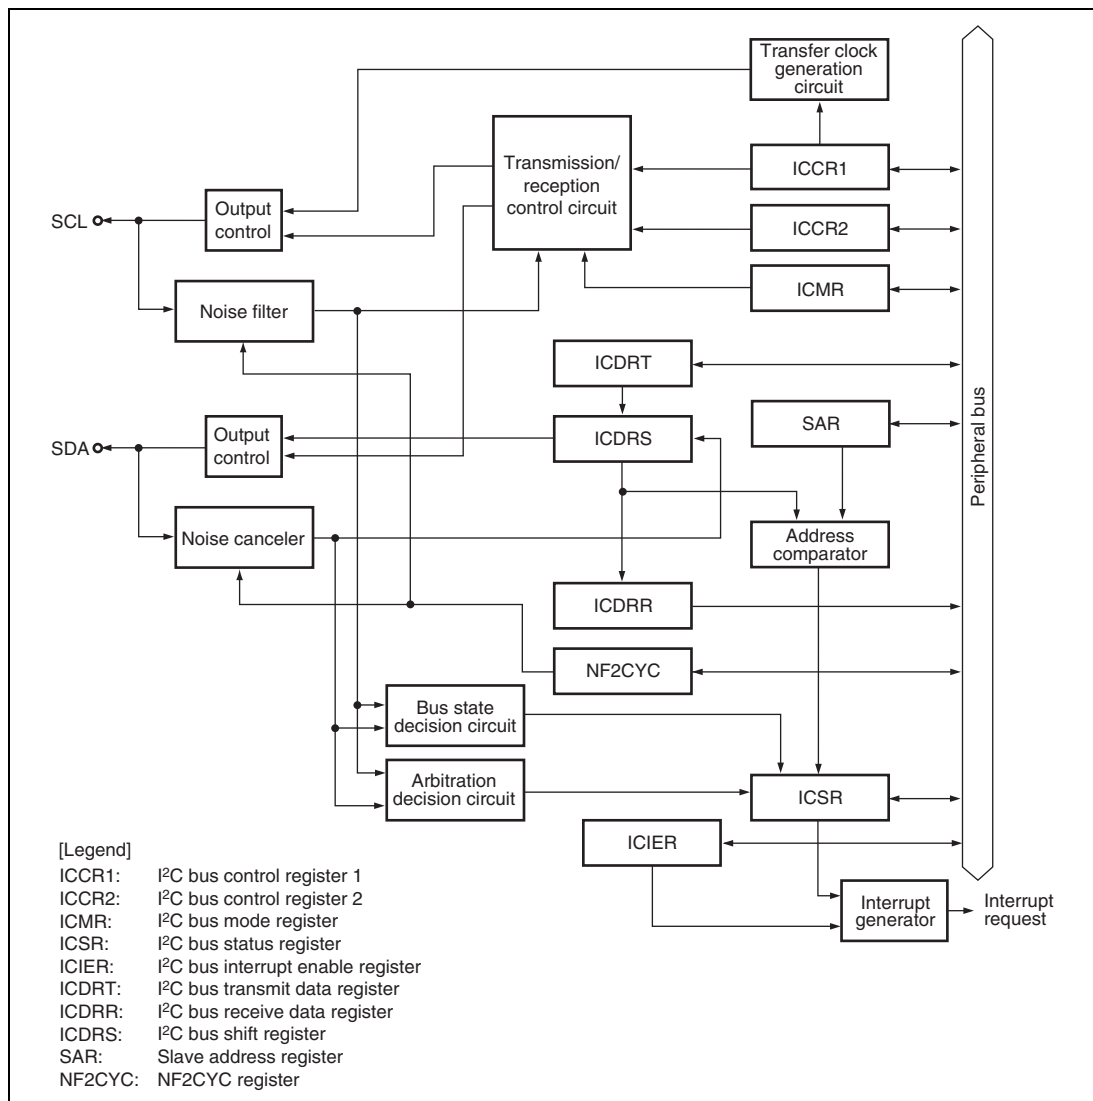 Transfer clock
generation
circuit
Transmission/
reception
control circuit
ICCR1
Output
control
SCL
ICCR2
ICMR
Noise filter
ICDRT
Peripheral bus
SAR
Output
control
ICDRS
SDA
Noise canceler
Address
comparator
ICDRR
NF2CYC
Bus state
decision circuit
Arbitration
decision circuit
ICSR
ICIER
Interrupt
generator
Interrupt
request
[Legend]
ICCR1: I²C bus control register 1
ICCR2: I²C bus control register 2
ICMR: I²C bus mode register
ICSR: I²C bus status register
ICIER: I²C bus interrupt enable register
ICDRT: I²C bus transmit data register
ICDRR: I²C bus receive data register
ICDRS: I²C bus shift register
SAR: Slave address register
NF2CYC: NF2CYC register